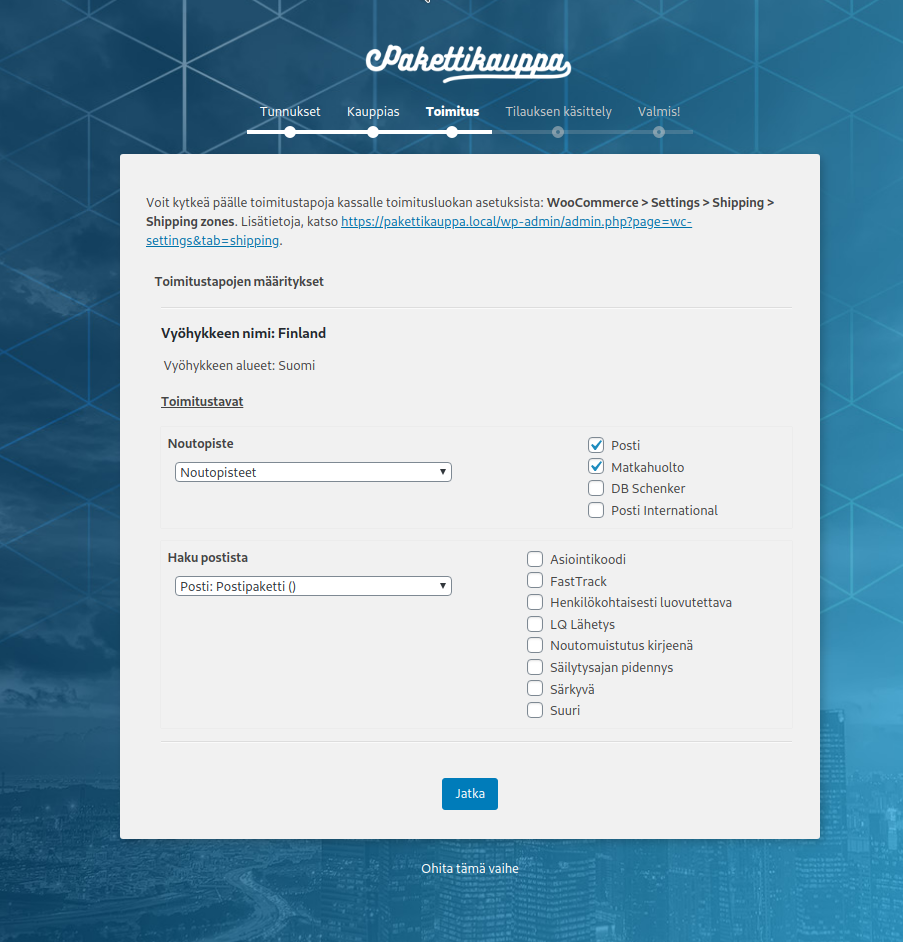 Pakettikauppa
Tunnukset Kauppias Toimitus Tilauksen käsittely Valmis!
Voit kytkeä päälle toimitustapoja kassalle toimitusluokan asetuksista: WooCommerce > Settings > Shipping >
Shipping zones. Lisätietoja, katso https://pakettikauppa.local/wp-admin/admin.php?page=wc-
settings&tab=shipping.
Toimitustapojen määritykset
Vyöhykkeen nimi: Finland
Vyöhykkeen alueet: Suomi
Toimitustavat
Noutopiste
Noutopisteet
Posti
Matkahuolto
DB Schenker
Posti International
Haku postista
Posti: Postipaketti ()
Asiointikoodi
FastTrack
Henkilökohtaisesti luovutettava
LQ Lähetys
Noutomuistutus kirjeenä
Säilytysajan pidennys
Särkyvä
Suuri
Jatka
Ohita tämä vaihe